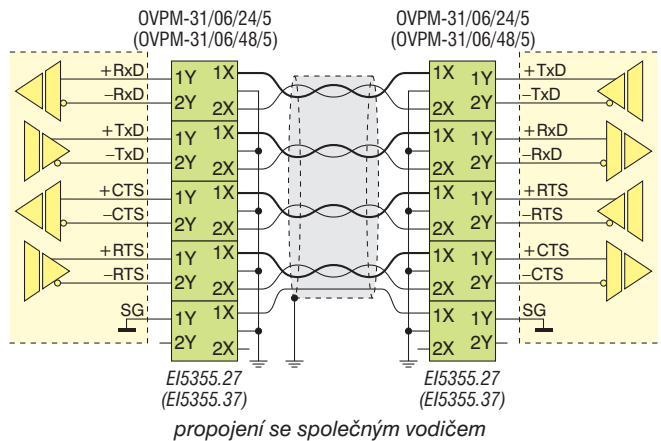 OVPM-31/06/24/5 OVPM-31/06/24/5
(OVPM-31/06/48/5) (OVPM-31/06/48/5)
+RxD 1Y 1X 1X 1Y +TxD
–RxD 2Y 2X 2X 2Y –TxD
+TxD 1Y 1X 1X 1Y +RxD
–TxD 2Y 2X 2X 2Y –RxD
+CTS 1Y 1X 1X 1Y +RTS
–CTS 2Y 2X 2X 2Y –RTS
+RTS 1Y 1X 1X 1Y +CTS
–RTS 2Y 2X 2X 2Y –CTS
SG 1Y 1X 1X 1Y SG
2Y 2X 2X 2Y
EI5355.27 EI5355.27
(EI5355.37) (EI5355.37)
propojení se společným vodičem